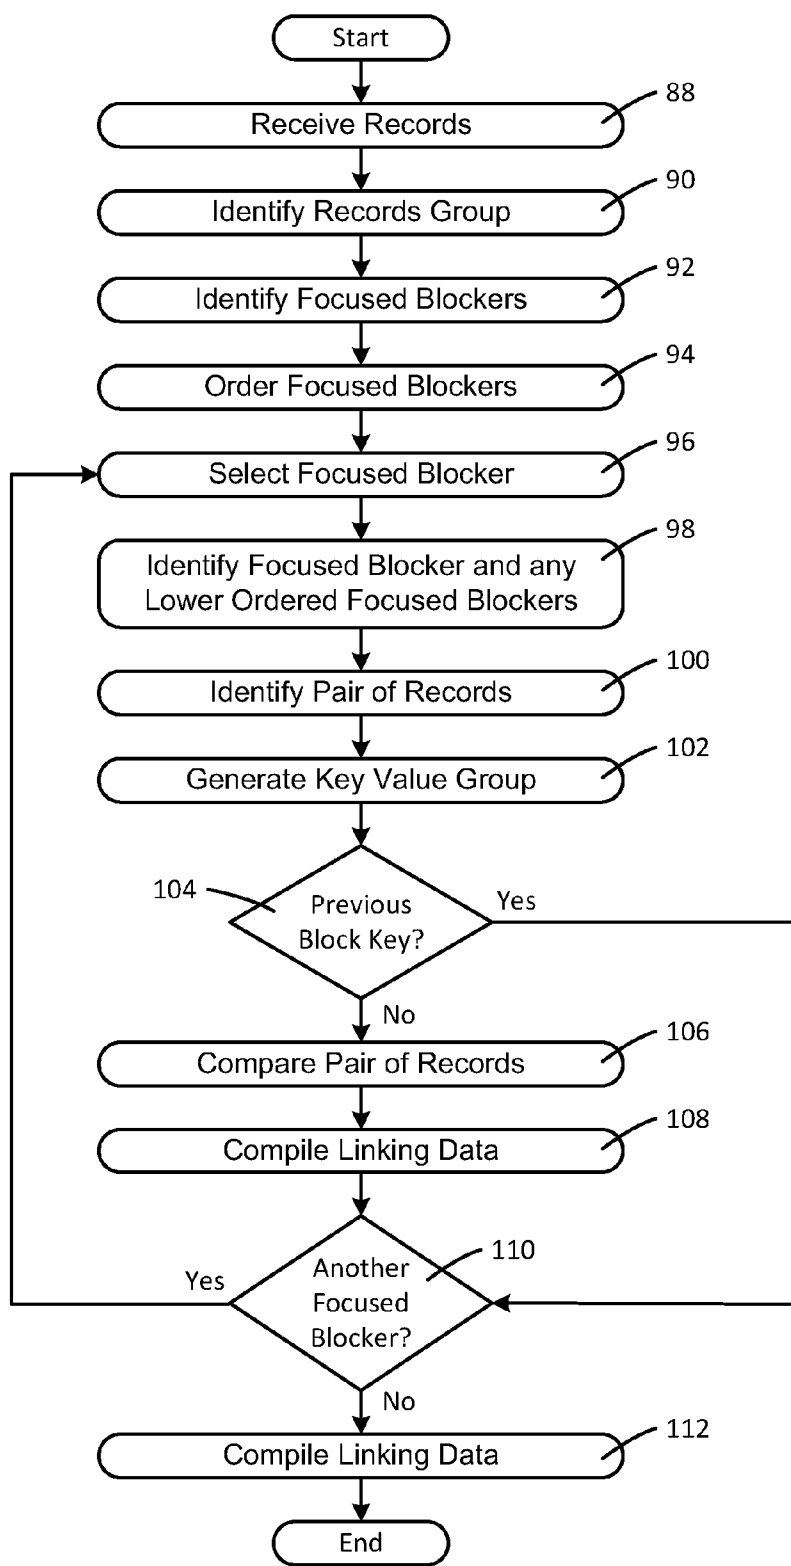 Start
88
Receive Records
90
Identify Records Group
92
Identify Focused Blockers
94
Order Focused Blockers
96
Select Focused Blocker
98
Identify Focused Blocker and any
Lower Ordered Focused Blockers
100
Identify Pair of Records
102
Generate Key Value Group
104
Previous
Block Key?
Yes
No
106
Compare Pair of Records
108
Compile Linking Data
110
Another
Focused
Blocker?
Yes
No
112
Compile Linking Data
End